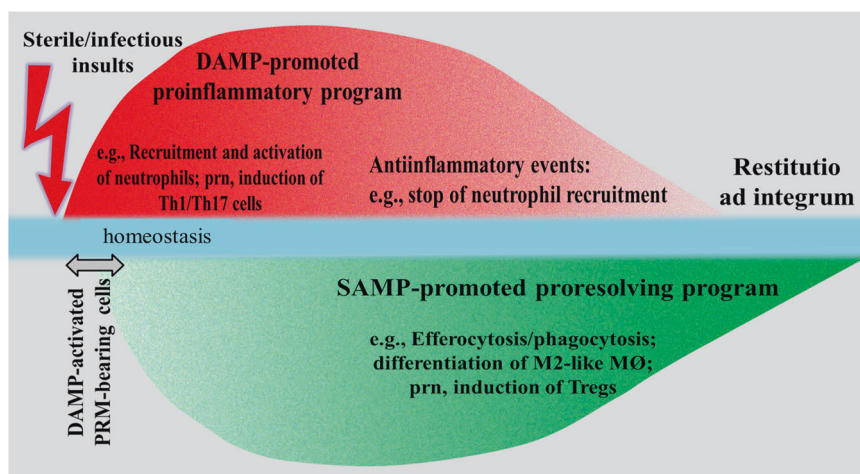 Sterile/infectious
insults
DAMP-promoted
proinflammatory program
e.g., Recruitment and activation
of neutrophils; prn, induction of
Th1/Th17 cells
Antiinflammatory events:
e.g., stop of neutrophil recruitment
Restitutio
ad integrum
homeostasis
DAMP-activated
PRM-bearing cells
SAMP-promoted proresolving program
e.g., Efferocytosis/phagocytosis;
differentiation of M2-like MØ;
prn, induction of Tregs